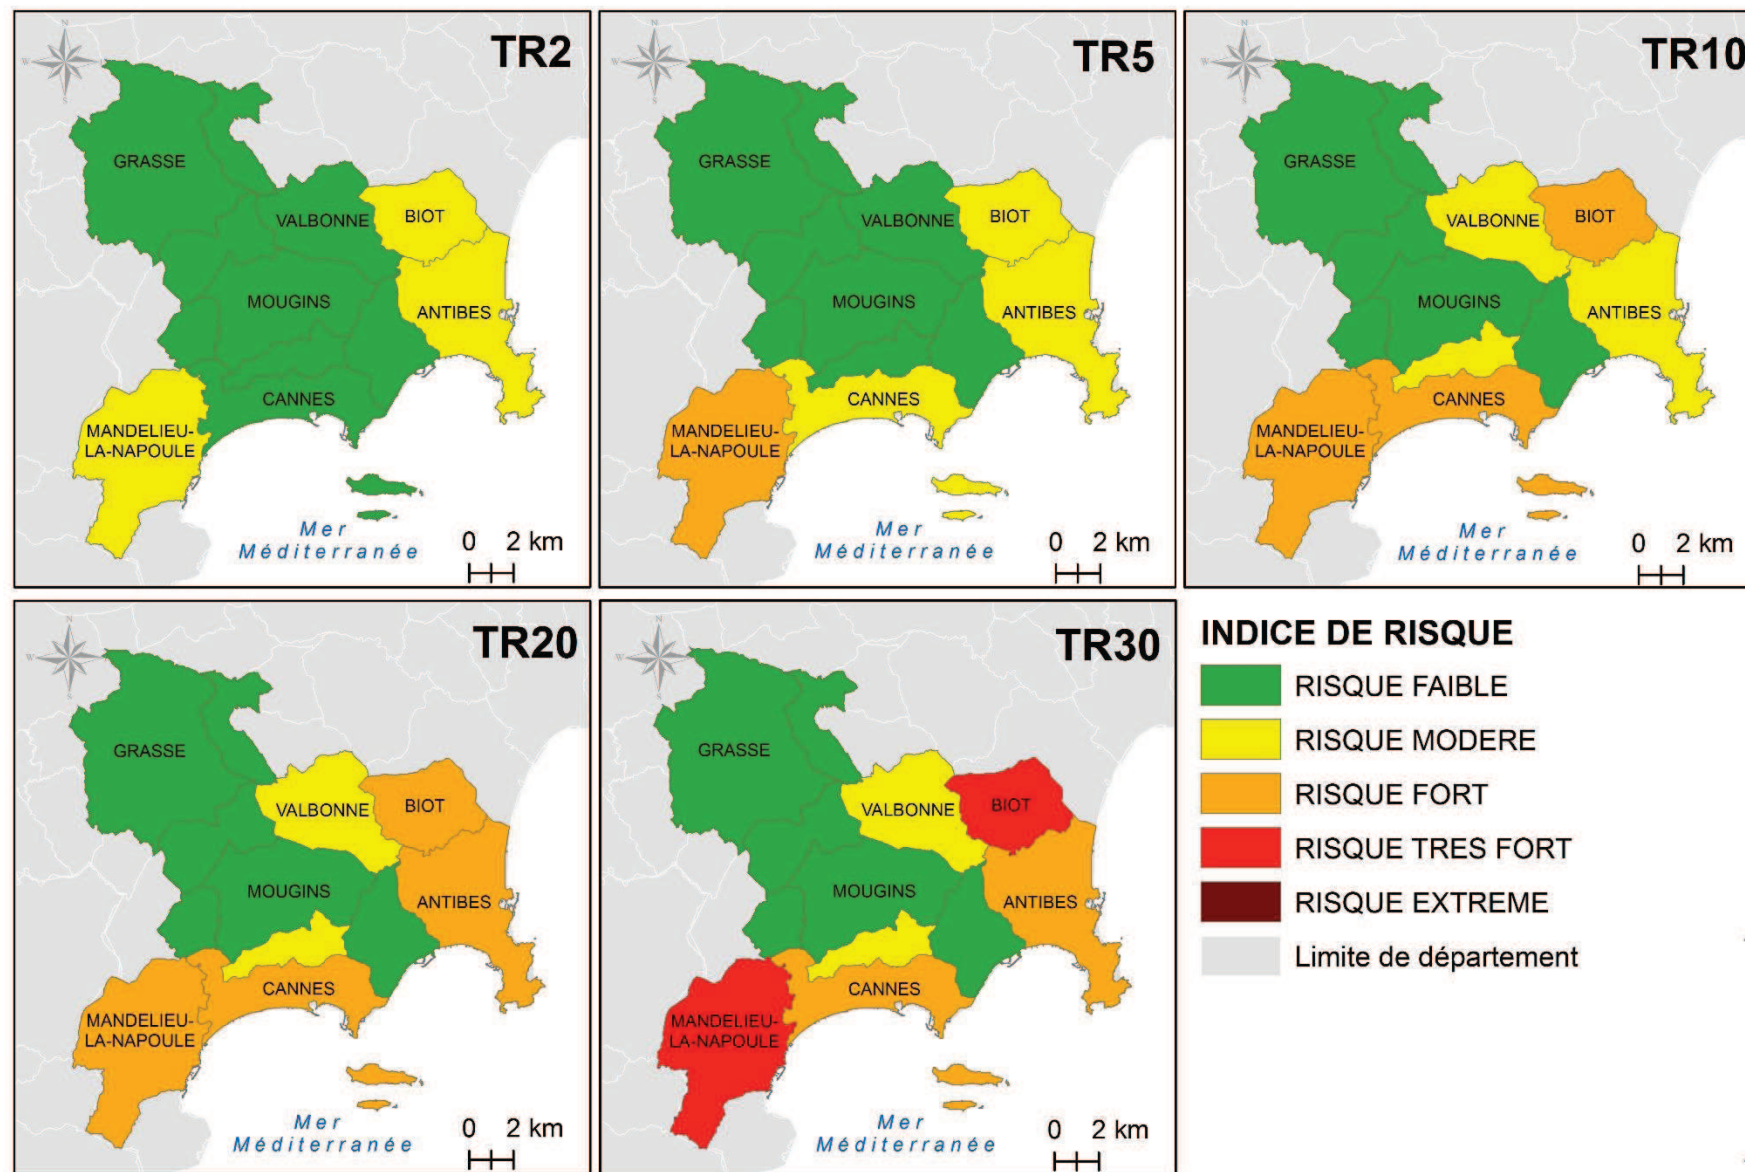 TR2
N
W
S
GRASSE
VALBONNE
BIOT
MOUGINS
ANTIBES
CANNES
MANDELIEU-
LA-NAPOULE
Mer
Méditerranée
0 2 km
TR5
N
W
S
GRASSE
VALBONNE
BIOT
MOUGINS
ANTIBES
CANNES
MANDELIEU-
LA-NAPOULE
Mer
Méditerranée
0 2 km
TR10
N
W
S
GRASSE
VALBONNE
BIOT
MOUGINS
ANTIBES
CANNES
MANDELIEU-
LA-NAPOULE
Mer
Méditerranée
0 2 km
TR20
N
W
S
GRASSE
VALBONNE
BIOT
MOUGINS
ANTIBES
CANNES
MANDELIEU-
LA-NAPOULE
Mer
Méditerranée
0 2 km
TR30
N
W
S
GRASSE
VALBONNE
BIOT
MOUGINS
ANTIBES
CANNES
MANDELIEU-
LA-NAPOULE
Mer
Méditerranée
0 2 km
INDICE DE RISQUE
RISQUE FAIBLE
RISQUE MODERE
RISQUE FORT
RISQUE TRES FORT
RISQUE EXTREME
Limite de département